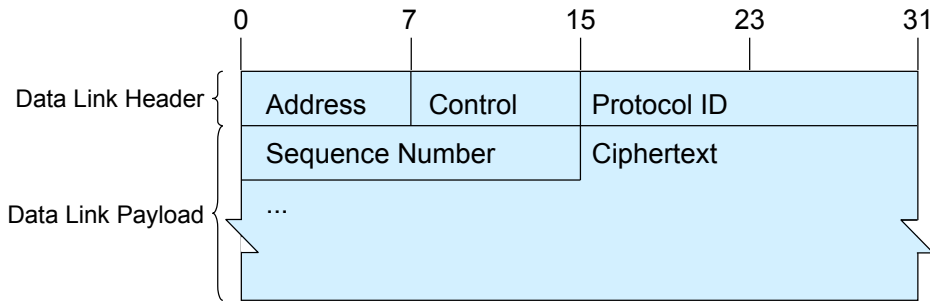 0 7 15 23 31
Data Link Header Address Control Protocol ID
Sequence Number Ciphertext
Data Link Payload ...